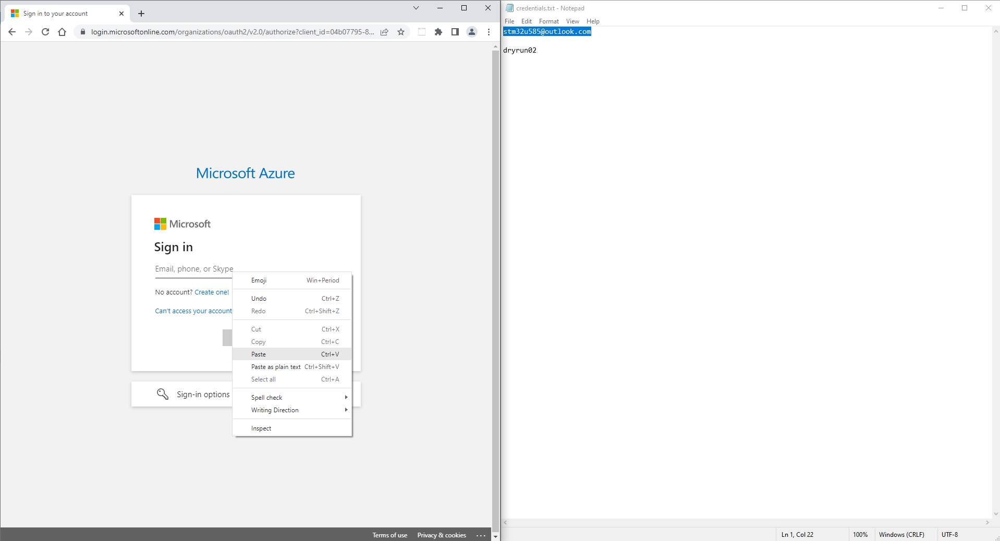 Sign in to your account
login.microsoftonline.com/organizations/oauth2/v2.0/authorize?client_id=04b07795-8...
Microsoft Azure
Microsoft
Sign in
Email, phone, or Skype
No account? Create one!
Can't access your account
Sign-in options
Emoji Win+Period
Undo Ctrl+Z
Redo Ctrl+Shift+Z
Cut Ctrl+X
Copy Ctrl+C
Paste Ctrl+V
Paste as plain text Ctrl+Shift+V
Select all Ctrl+A
Spell check
Writing Direction
Inspect
Terms of use Privacy & cookies ...
credentials.txt - Notepad
File Edit Format View Help
stm32u585@outlook.com
dryrun02
Ln 1, Col 22 100% Windows (CRLF) UTF-8